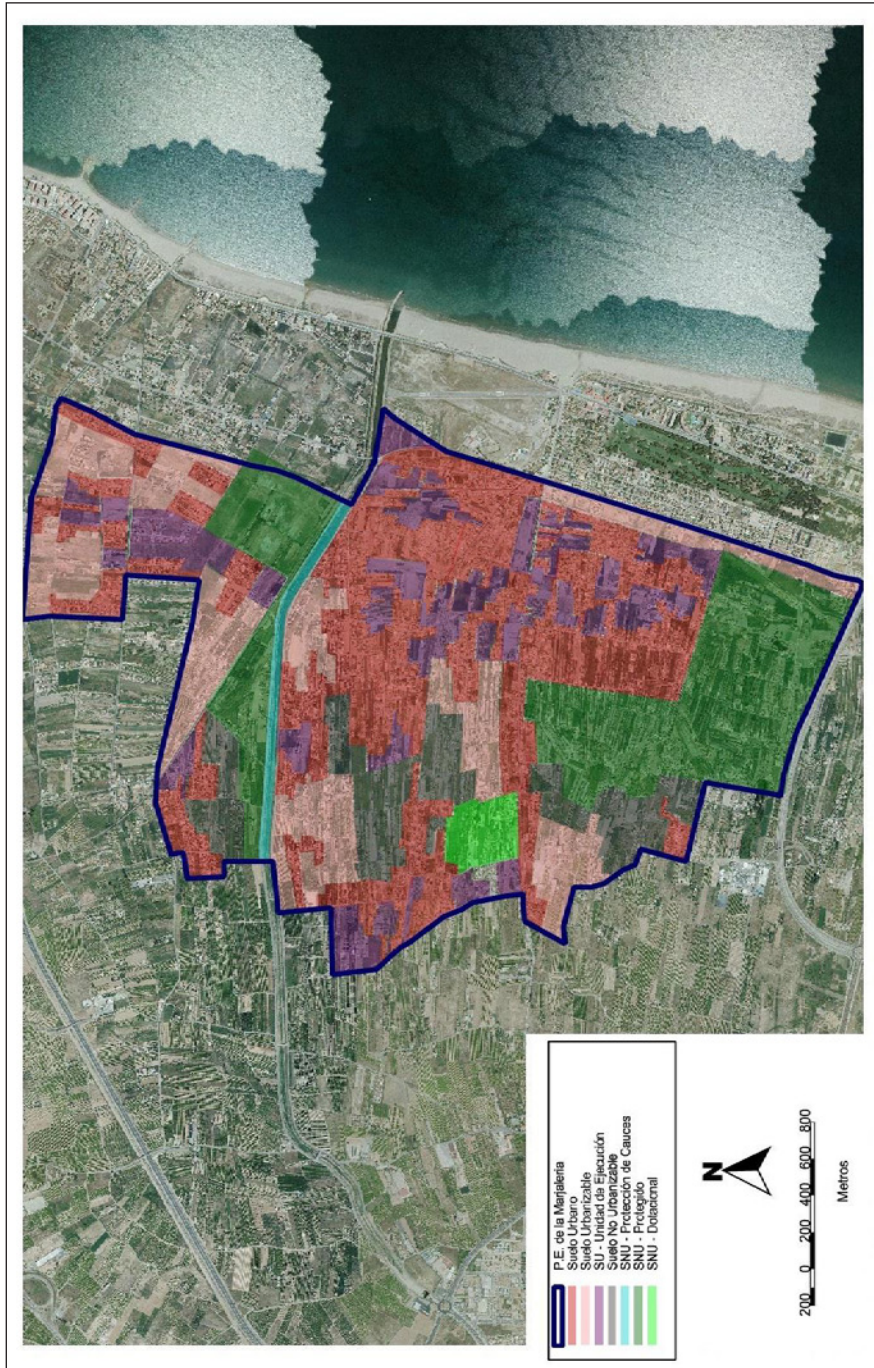 P.E. de la Marjaleria
Suelo Urbano
Suelo Urbanizable
SU - Unidad de Ejecución
Suelo No Urbanizable
SNU - Protección de Cauces
SNU - Protegido
SNU - Dotacional
N
200 0 200 400 600 800
Metros